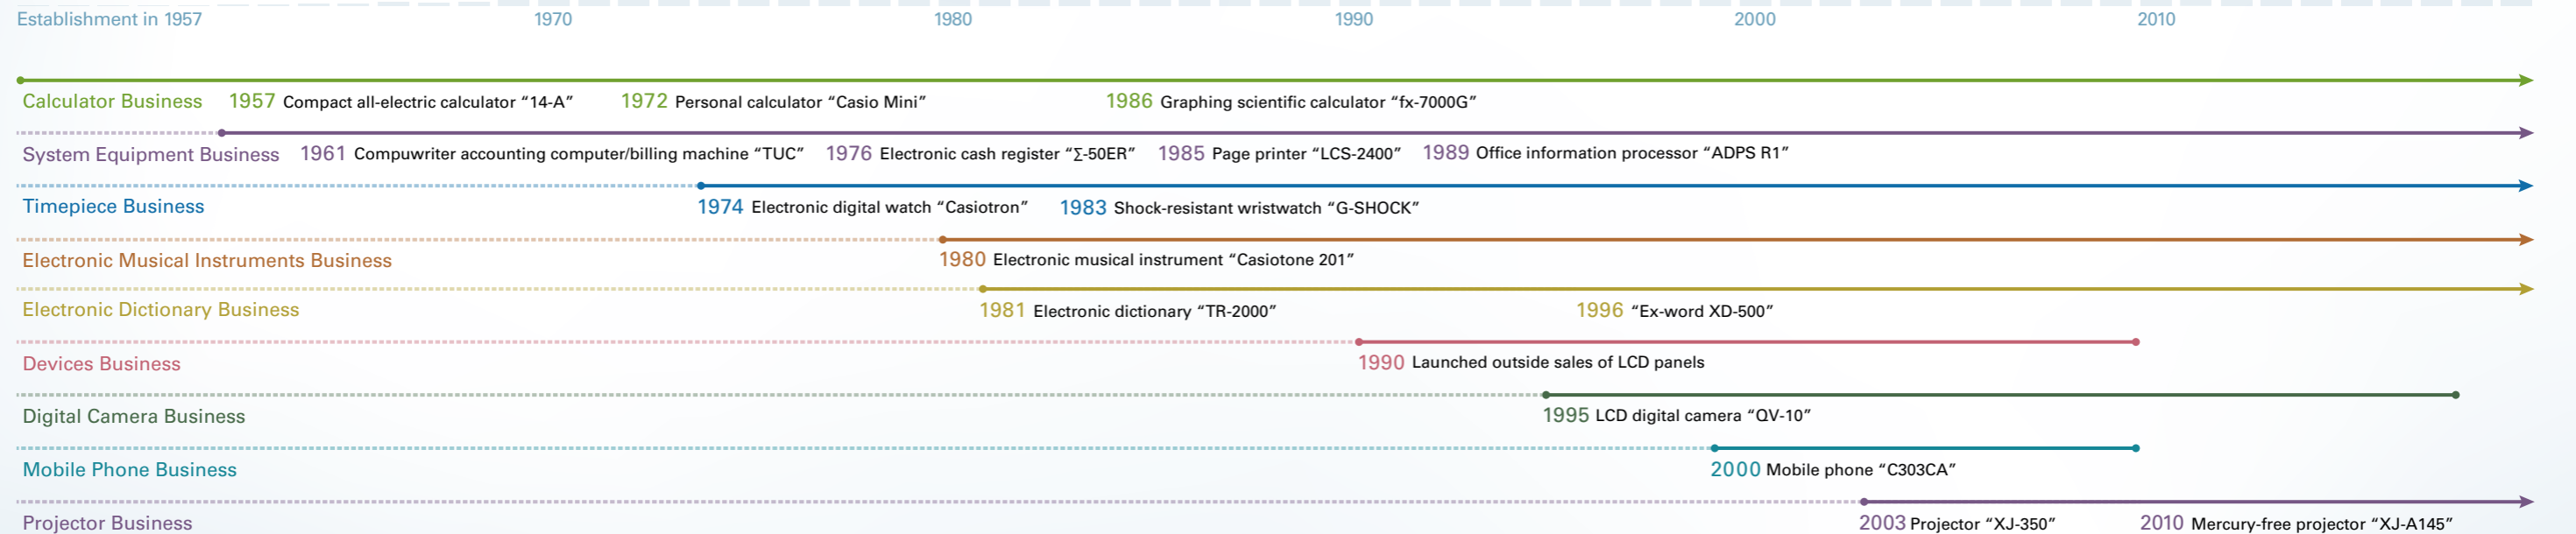 Establishment in 1957 1970 1980 1990 2000 2010
Calculator Business 1957 Compact all-electric calculator “14-A” 1972 Personal calculator “Casio Mini” 1986 Graphing scientific calculator “fx-7000G”
System Equipment Business 1961 Compuwriter accounting computer/billing machine “TUC” 1976 Electronic cash register “Σ-50ER” 1985 Page printer “LCS-2400” 1989 Office information processor “ADPS R1”
Timepiece Business 1974 Electronic digital watch “Casiotron” 1983 Shock-resistant wristwatch “G-SHOCK”
Electronic Musical Instruments Business 1980 Electronic musical instrument “Casiotone 201”
Electronic Dictionary Business 1981 Electronic dictionary “TR-2000” 1996 “Ex-word XD-500”
Devices Business 1990 Launched outside sales of LCD panels
Digital Camera Business 1995 LCD digital camera “QV-10”
Mobile Phone Business 2000 Mobile phone “C303CA”
Projector Business 2003 Projector “XJ-350” 2010 Mercury-free projector “XJ-A145”